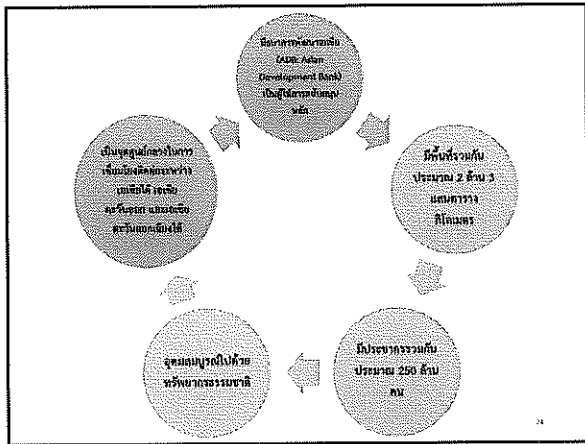 มีธนาคารพัฒนาเอเชีย
(ADB: Asian
Development Bank)
เป็นผู้ให้การสนับสนุน
หลัก
มีพื้นที่รวมกัน
ประมาณ 2 ล้าน 3
แสนตาราง
กิโลเมตร
มีประชากรรวมกัน
ประมาณ 250 ล้าน
คน
อุดมสมบูรณ์ไปด้วย
ทรัพยากรธรรมชาติ
เป็นจุดศูนย์กลางในการ
เชื่อมโยงติดต่อระหว่าง
เอเชียใต้ เอเชีย
ตะวันออก และเอเชีย
ตะวันออกเฉียงใต้